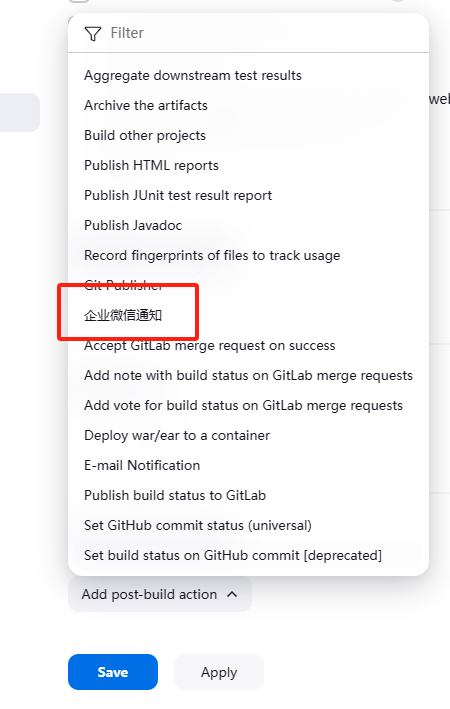 Filter
Aggregate downstream test results
Archive the artifacts
web
Build other projects
Publish HTML reports
Publish JUnit test result report
Publish Javadoc
Record fingerprints of files to track usage
Git Publisher
企业微信通知
Accept GitLab merge request on success
Add note with build status on GitLab merge requests
Add vote for build status on GitLab merge requests
Deploy war/ear to a container
E-mail Notification
Publish build status to GitLab
Set GitHub commit status (universal)
Set build status on GitHub commit [deprecated]
Add post-build action
Save
Apply